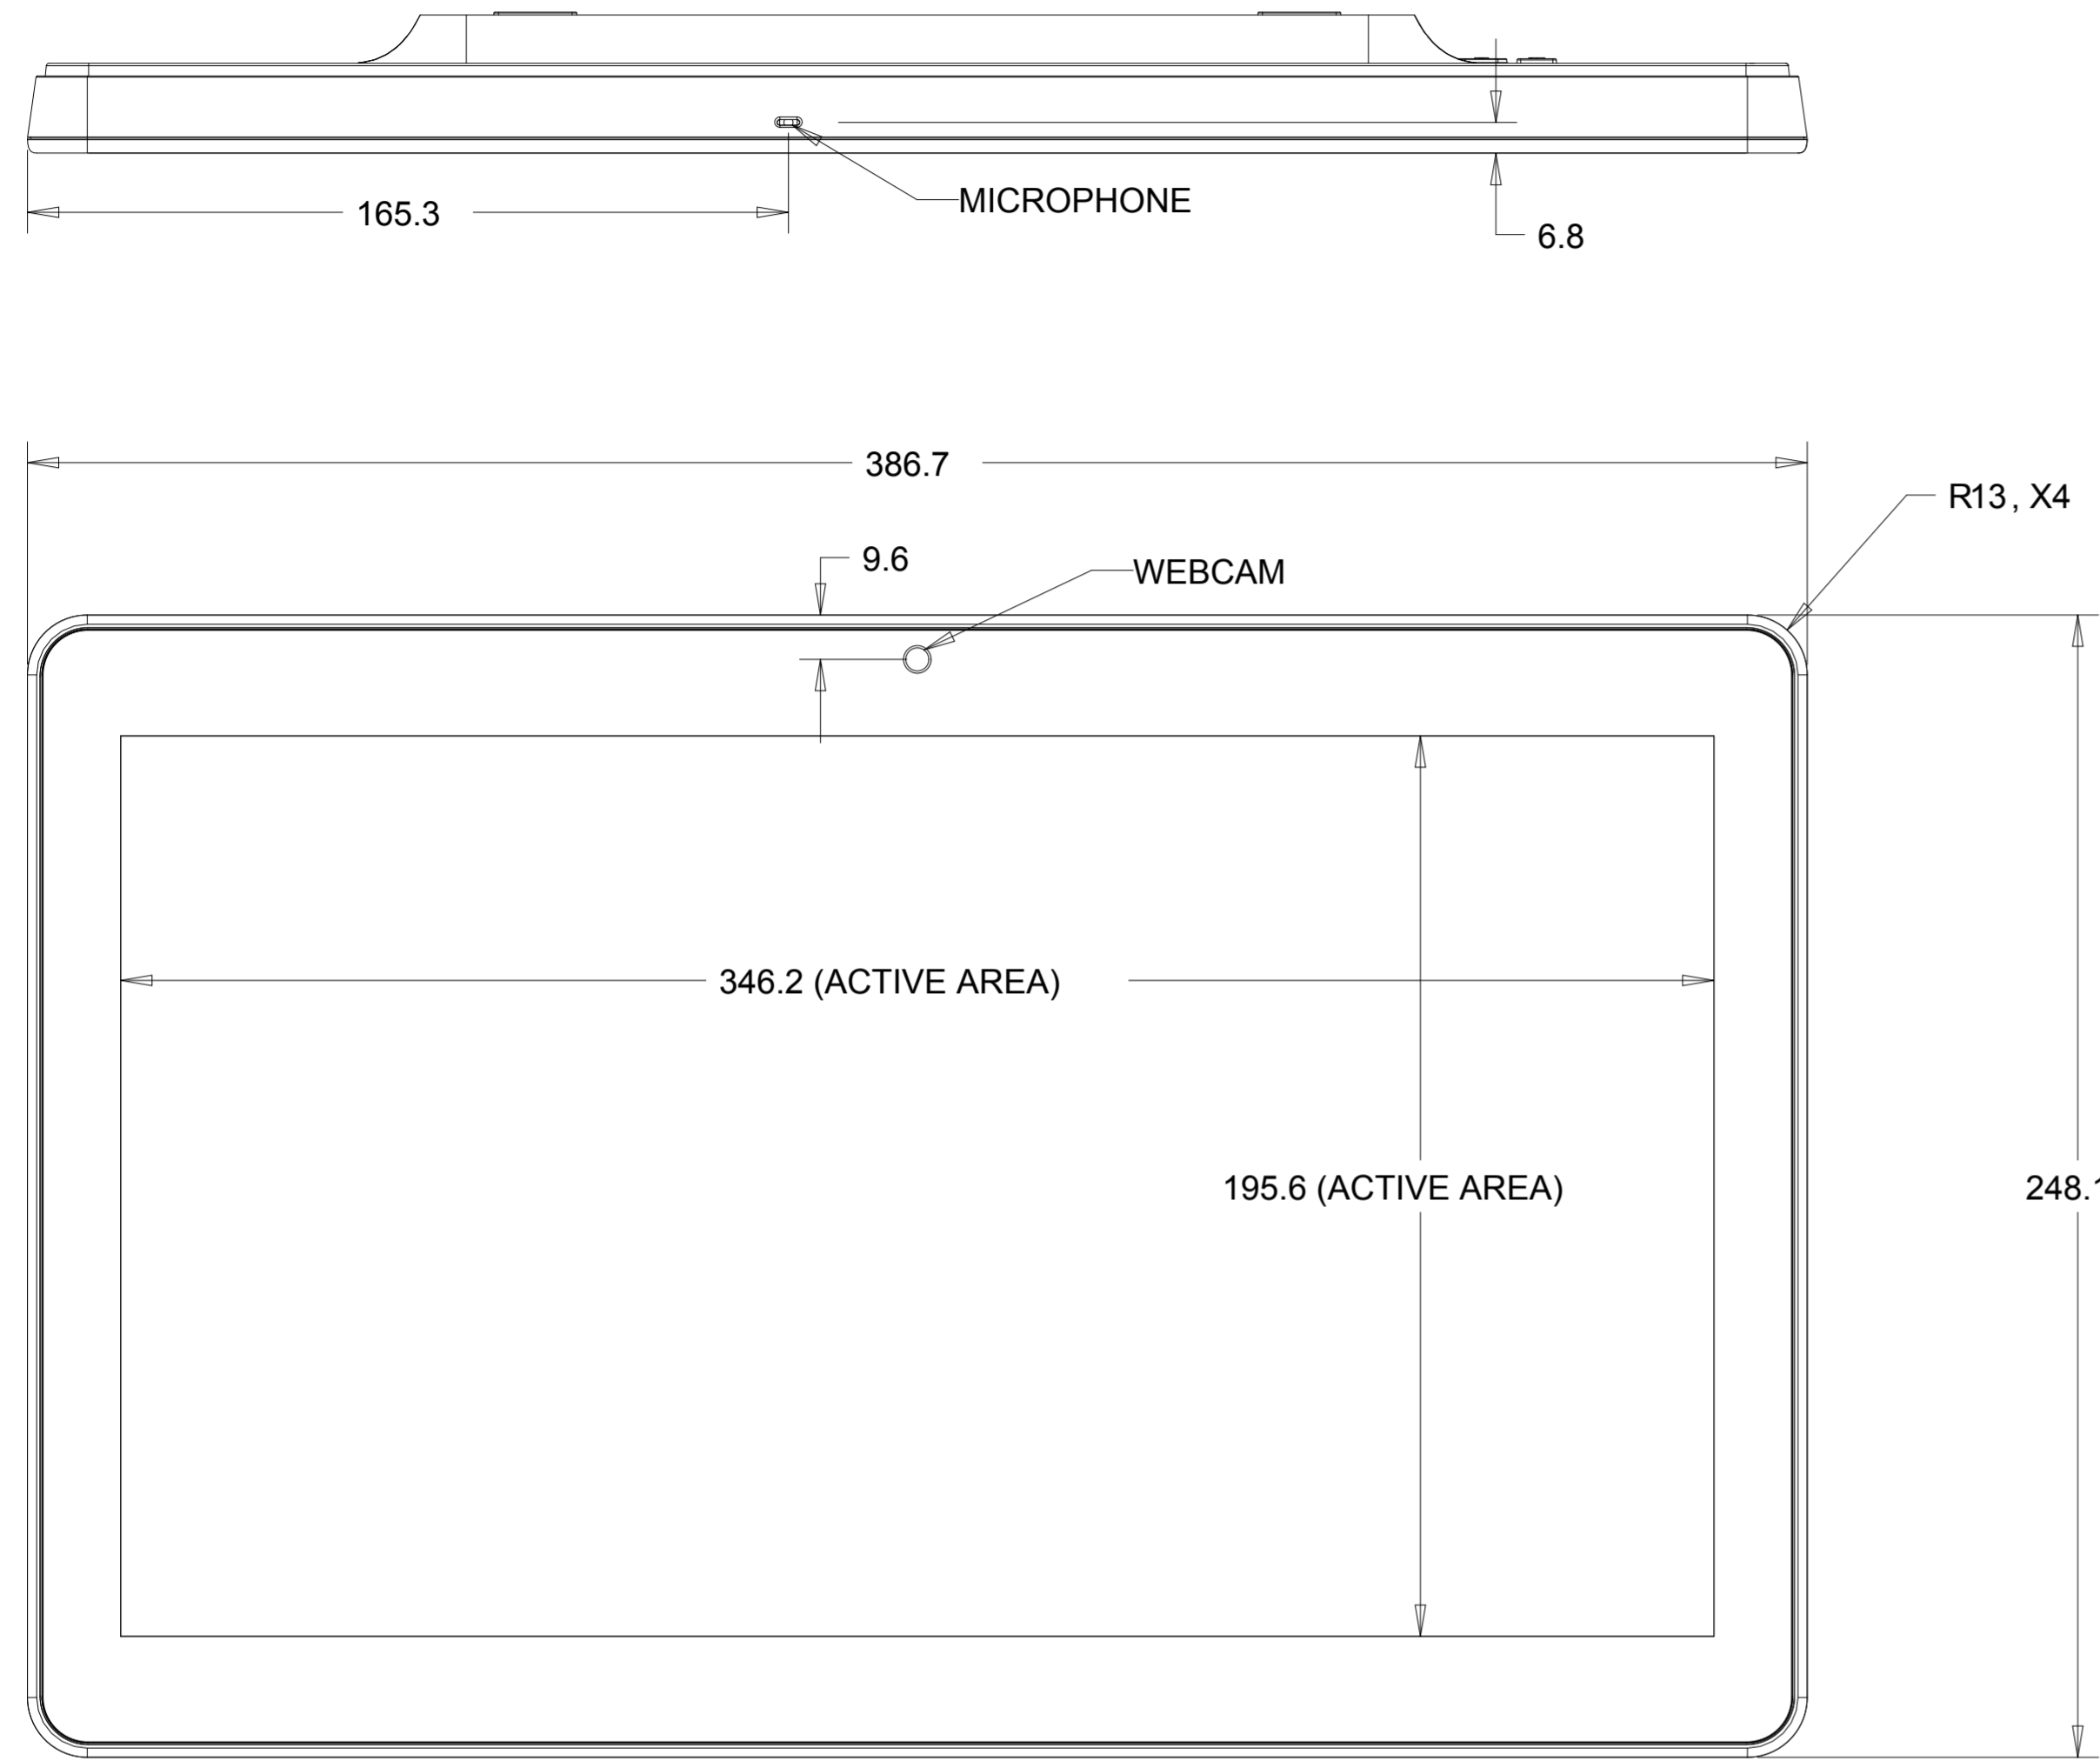 MICROPHONE
165.3
6.8
386.7
R13, X4
9.6
WEBCAM
346.2 (ACTIVE AREA)
195.6 (ACTIVE AREA)
248.1